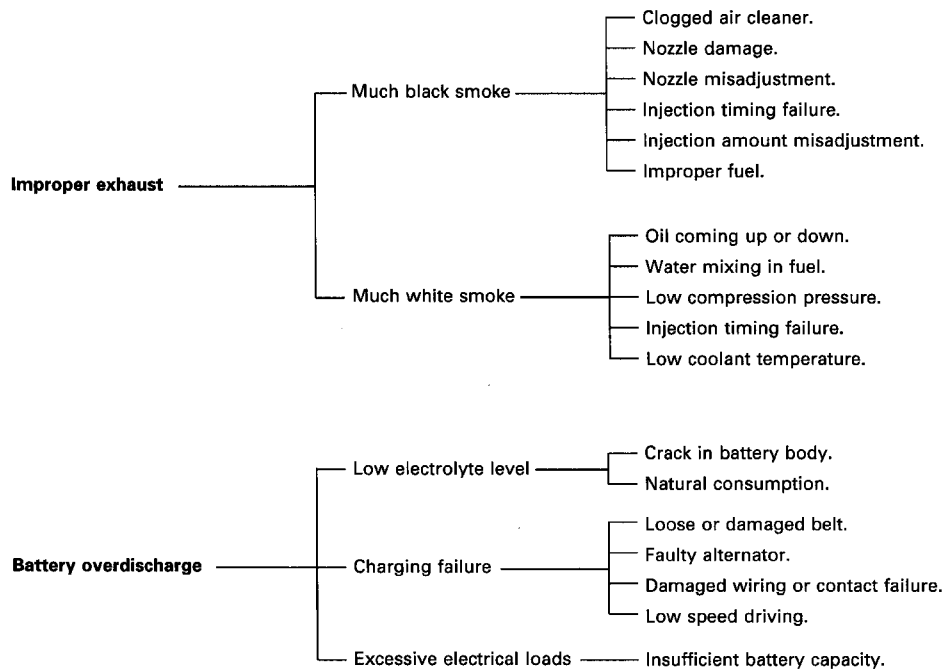 Improper exhaust
Much black smoke
Clogged air cleaner.
Nozzle damage.
Nozzle misadjustment.
Injection timing failure.
Injection amount misadjustment.
Improper fuel.
Much white smoke
Oil coming up or down.
Water mixing in fuel.
Low compression pressure.
Injection timing failure.
Low coolant temperature.
Battery overdischarge
Low electrolyte level
Crack in battery body.
Natural consumption.
Charging failure
Loose or damaged belt.
Faulty alternator.
Damaged wiring or contact failure.
Low speed driving.
Excessive electrical loads
Insufficient battery capacity.